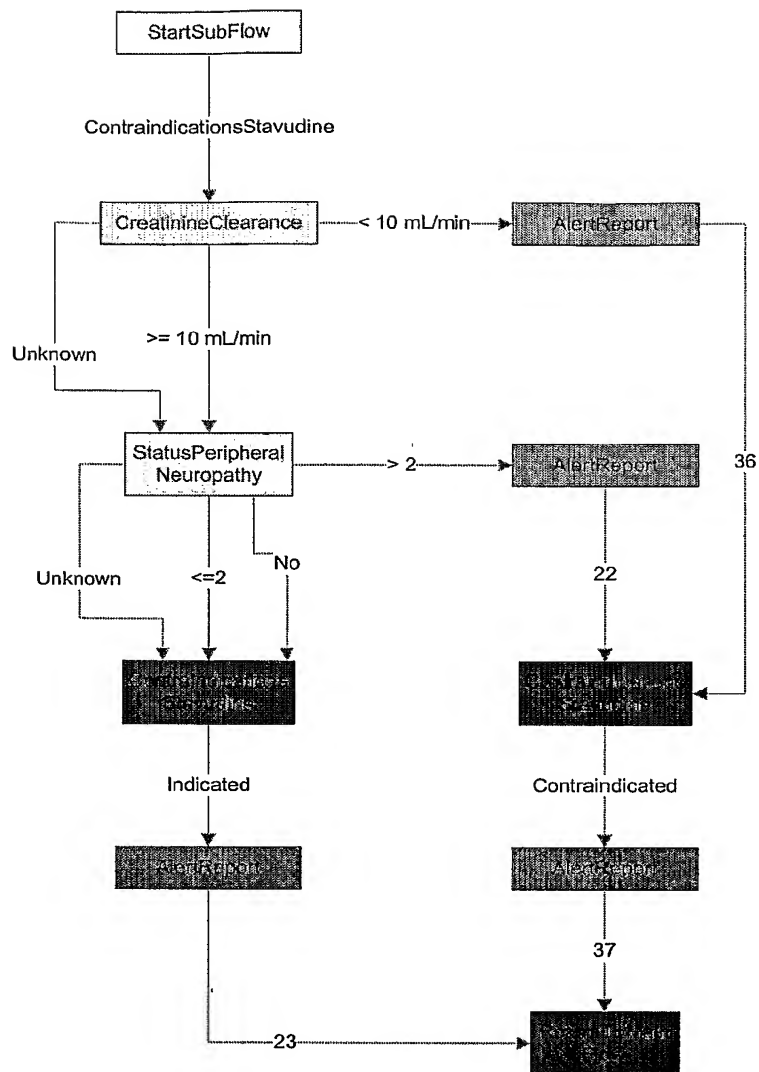 StartSubFlow
ContraindicationsStavudine
CreatinineClearance
< 10 mL/min
AlertReport
>= 10 mL/min
Unknown
StatusPeripheral
Neuropathy
> 2
AlertReport
36
Unknown
<=2
No
22
Indicated
Contraindicated
AlertReport
AlertReport
37
23